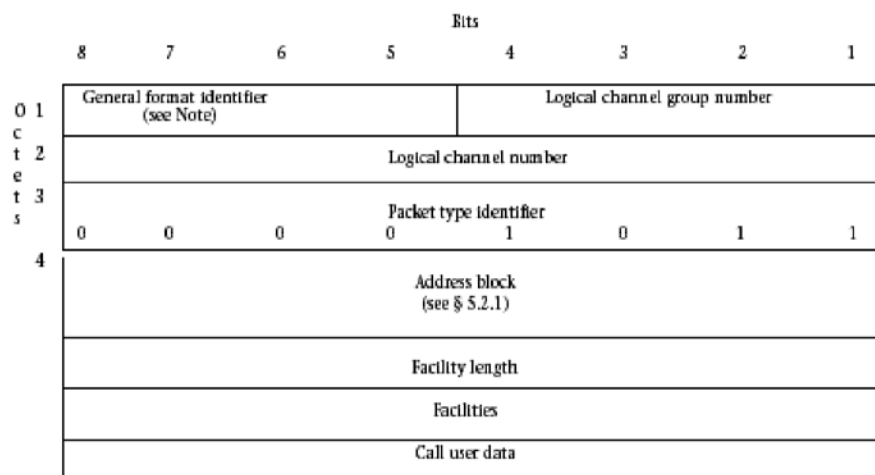 Bits
8 7 6 5 4 3 2 1
Octets
1 General format identifier Logical channel group number
(see Note)
2 Logical channel number
3 Packet type identifier
0 0 0 0 1 0 1 1
4
Address block
(see § 5.2.1)
Facility length
Facilities
Call user data